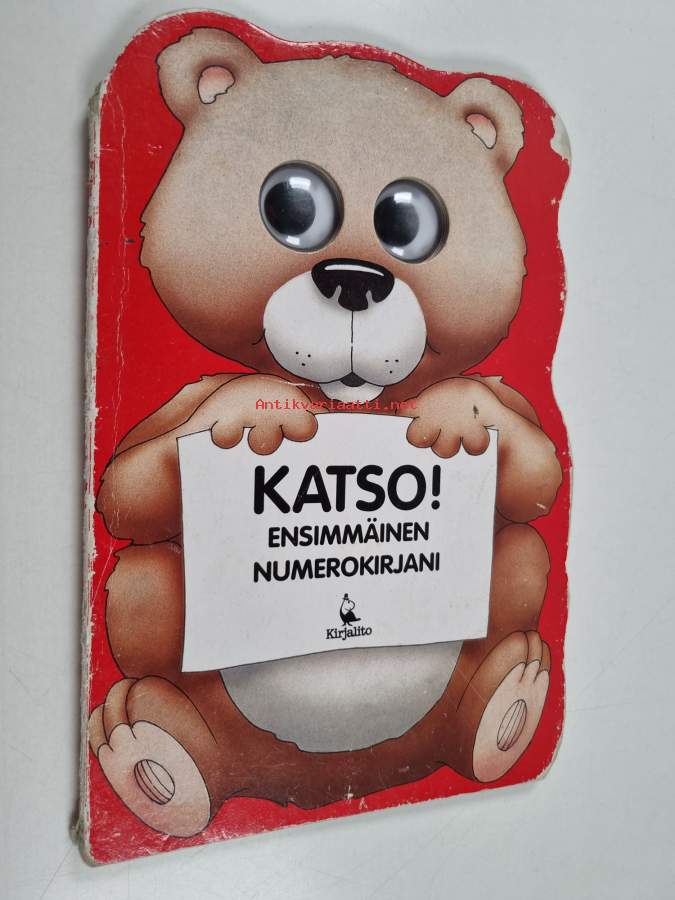 Antikvariaatti.net
KATSO!
ENSIMMÄINEN
NUMEROKIRJANI
Kirjalito